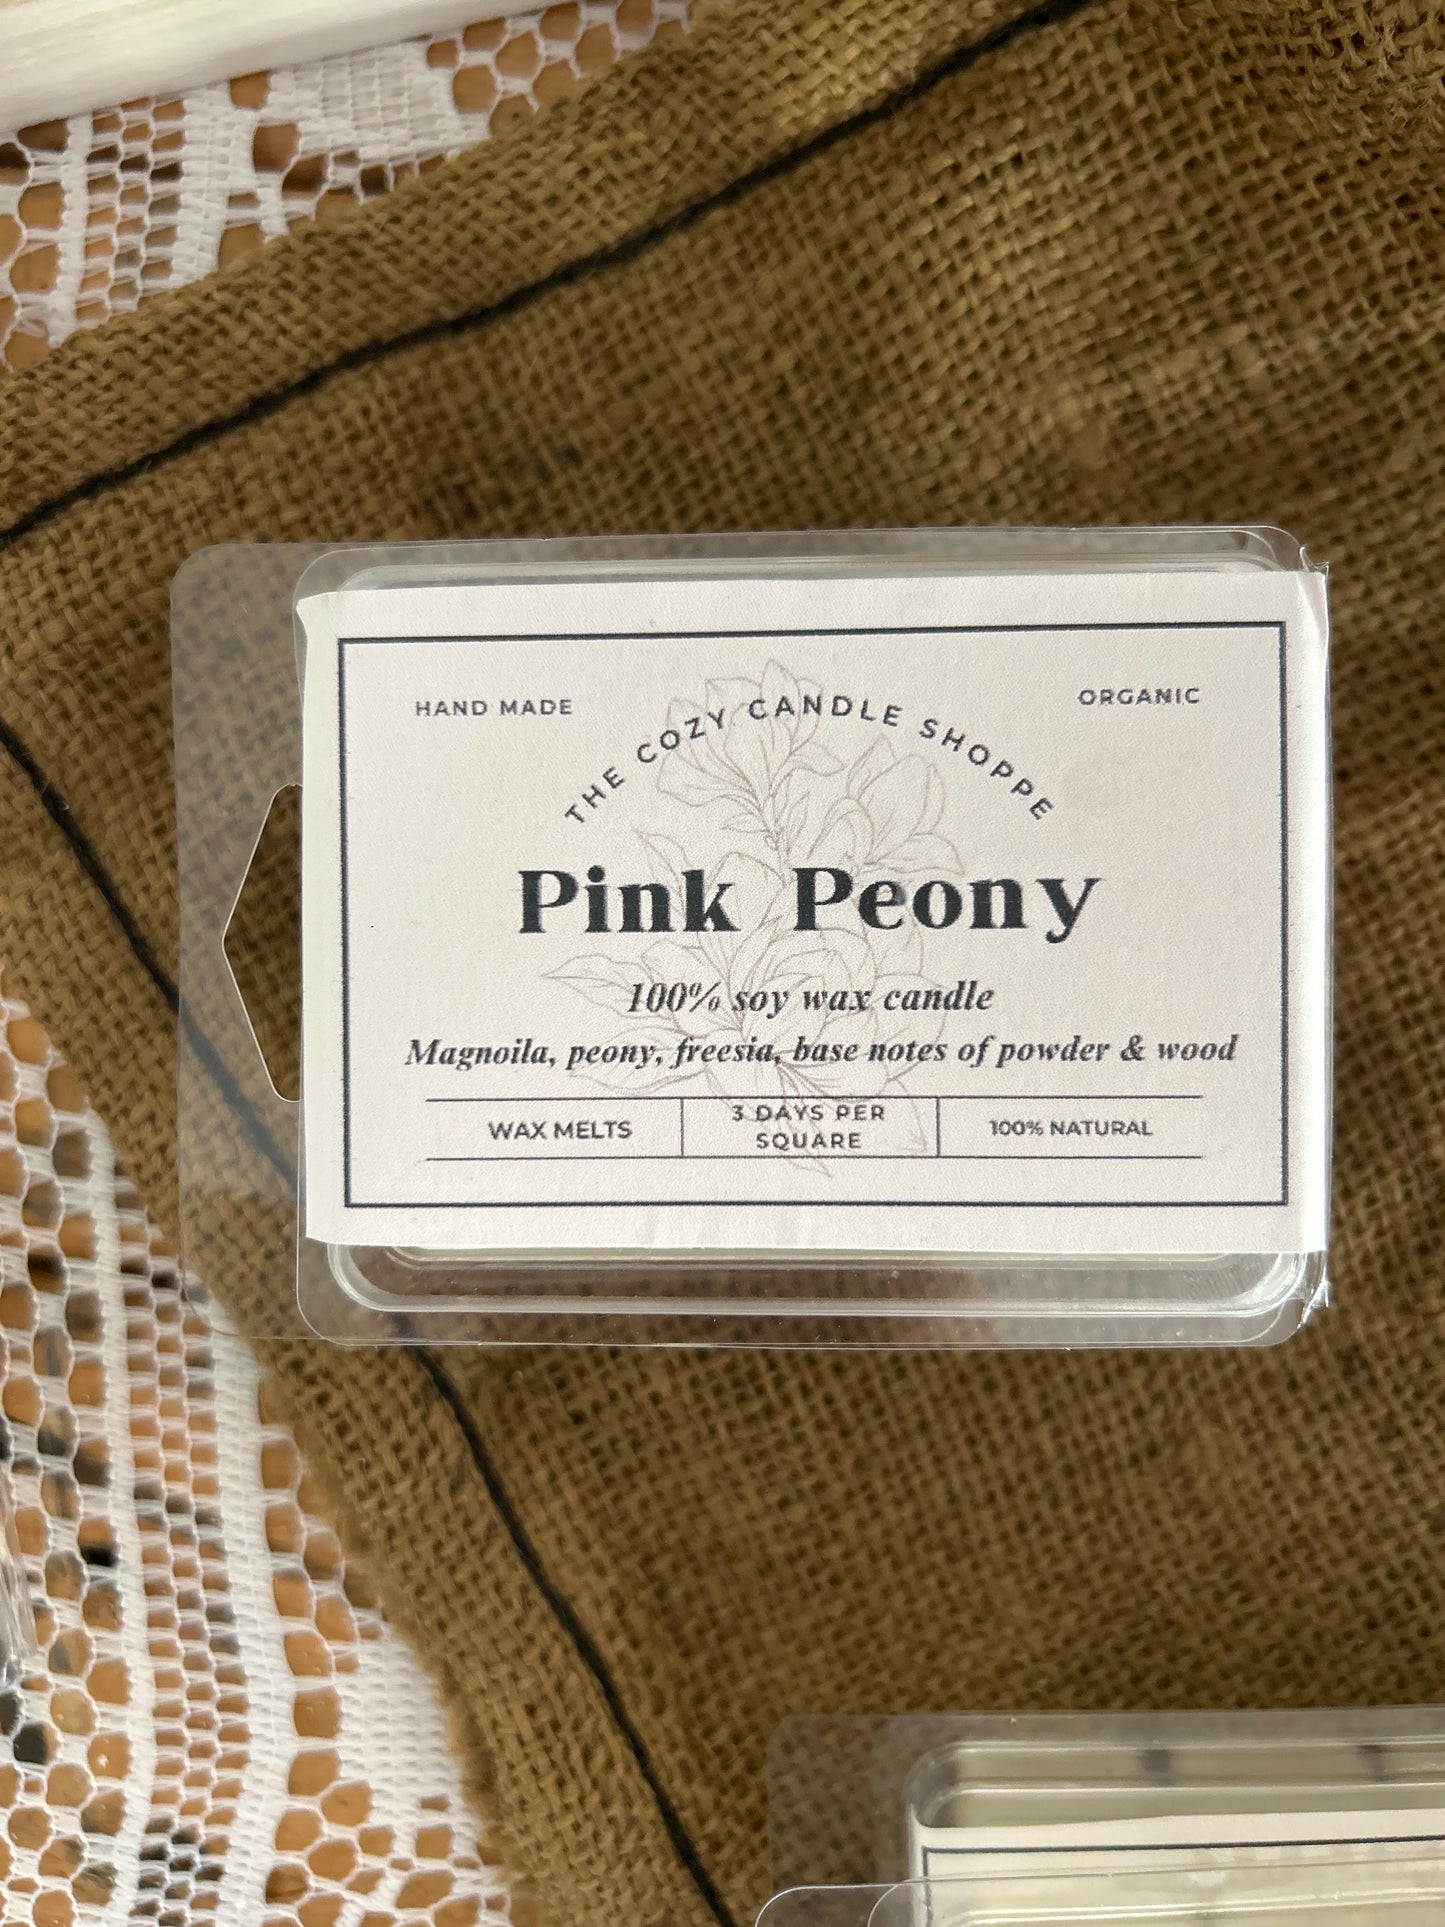 HAND MADE
ORGANIC
THE COZY CANDLE SHOPPE
Pink Peony
100% soy wax candle
Magnoila, peony, freesia, base notes of powder & wood
WAX MELTS
3 DAYS PER
SQUARE
100% NATURAL